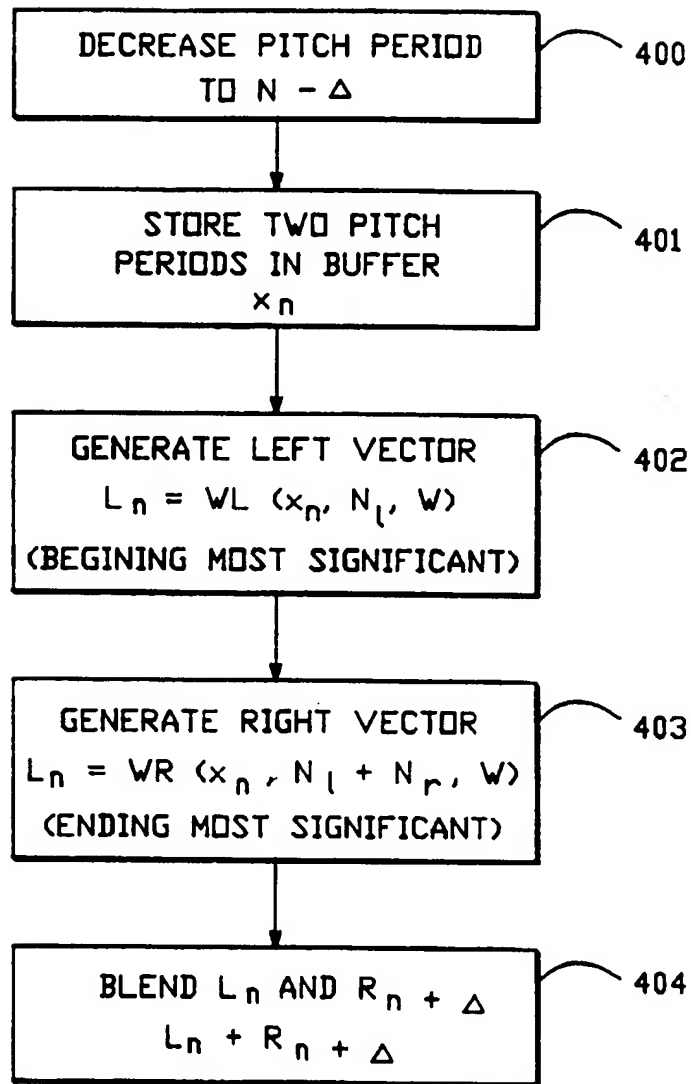 DECREASE PITCH PERIOD
TO N - Δ
400
STORE TWO PITCH
PERIODS IN BUFFER
xₙ
401
GENERATE LEFT VECTOR
Lₙ = WL (xₙ, Nₗ, W)
(BEGINING MOST SIGNIFICANT)
402
GENERATE RIGHT VECTOR
Lₙ = WR (xₙ, Nₗ + Nᵣ, W)
(ENDING MOST SIGNIFICANT)
403
BLEND Lₙ AND Rₙ + Δ
Lₙ + Rₙ + Δ
404